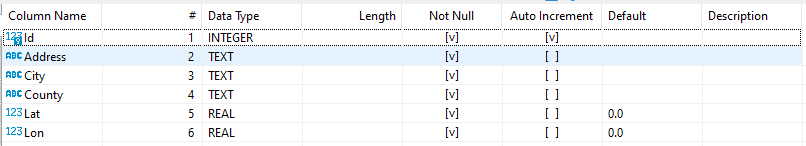 Column Name # Data Type Length Not Null Auto Increment Default Description
123 Id 1 INTEGER [v] [v]
ABC Address 2 TEXT [v] [ ]
ABC City 3 TEXT [v] [ ]
ABC County 4 TEXT [v] [ ]
123 Lat 5 REAL [v] [ ] 0.0
123 Lon 6 REAL [v] [ ] 0.0